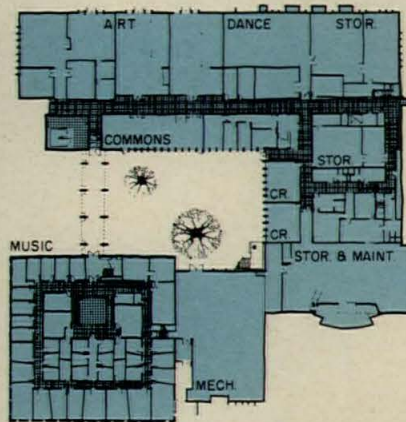 ART DANCE STOR.
COMMONS
STOR.
CR.
CR.
MUSIC
STOR. & MAINT.
MECH.